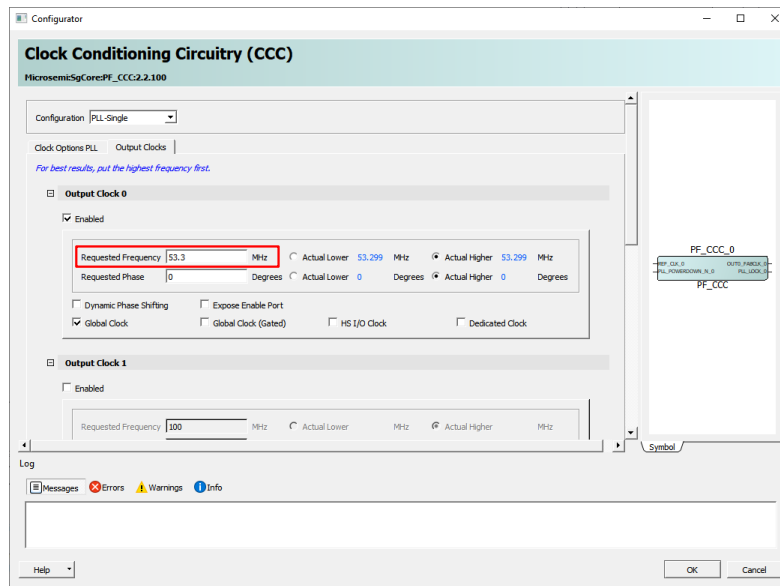 Configurator
Clock Conditioning Circuitry (CCC)
Microsemi:SgCore:PF_CCC:2.2.100
Configuration PLL-Single
Clock Options PLL Output Clocks
For best results, put the highest frequency first.
Output Clock 0
Enabled
Requested Frequency 53.3 MHz Actual Lower 53.299 MHz Actual Higher 53.299 MHz
Requested Phase 0 Degrees Actual Lower 0 Degrees Actual Higher 0 Degrees
Dynamic Phase Shifting Expose Enable Port
Global Clock Global Clock (Gated) HS I/O Clock Dedicated Clock
Output Clock 1
Enabled
Requested Frequency 100 MHz Actual Lower MHz Actual Higher MHz
PF_CCC_0
REF_CLK_0 OUT0_FABCLK_0
PLL_POWERDOWN_N_0 PLL_LOCK_0
PF_CCC
Symbol
Log
Messages Errors Warnings Info
Help OK Cancel